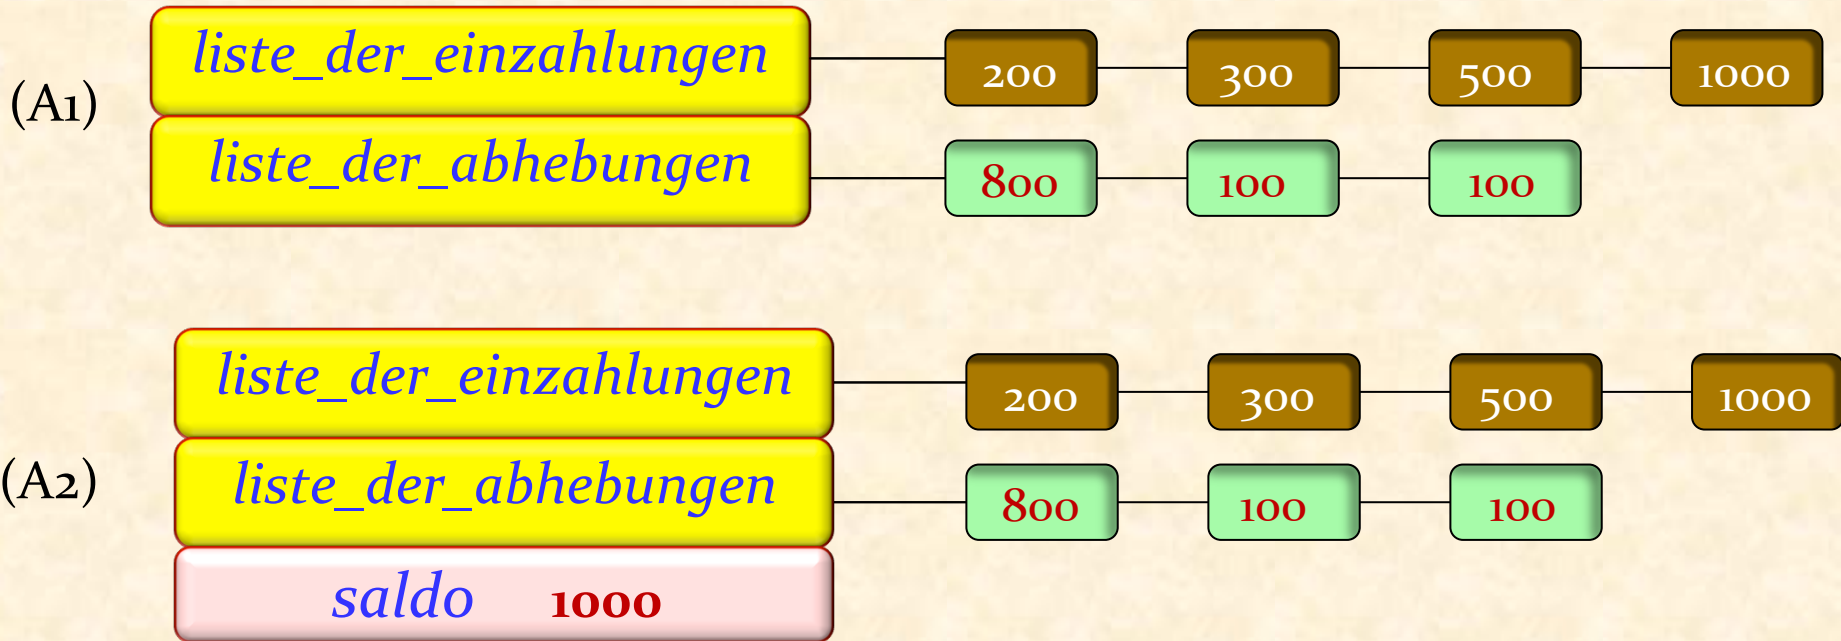 liste_der_einzahlungen 200 300 500 1000
(A1)
liste_der_abhebungen 800 100 100
liste_der_einzahlungen 200 300 500 1000
(A2)
liste_der_abhebungen 800 100 100
saldo 1000